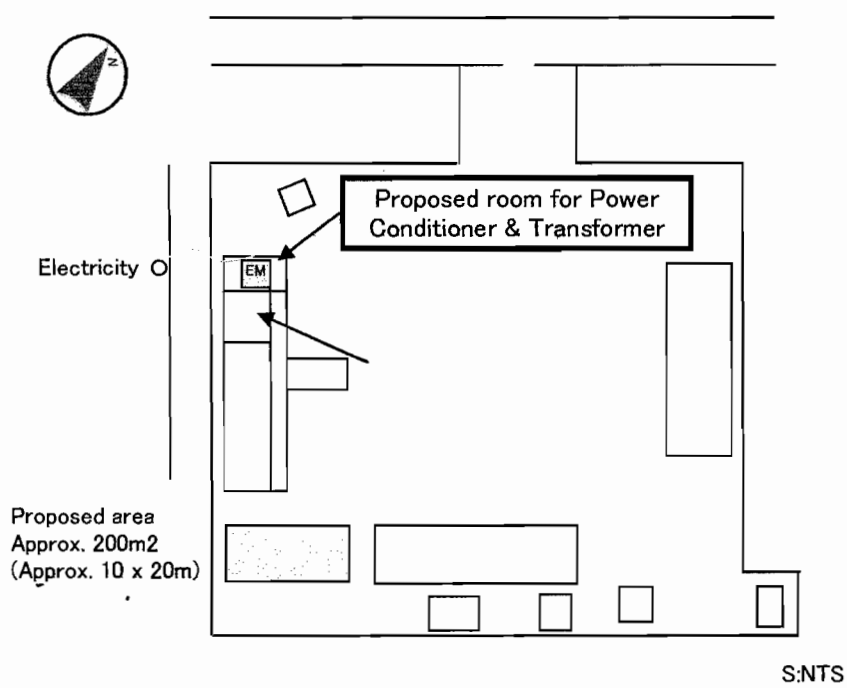 N
Proposed room for Power
Conditioner & Transformer
Electricity
EM
Proposed area
Approx. 200m2
(Approx. 10 x 20m)
S:NTS